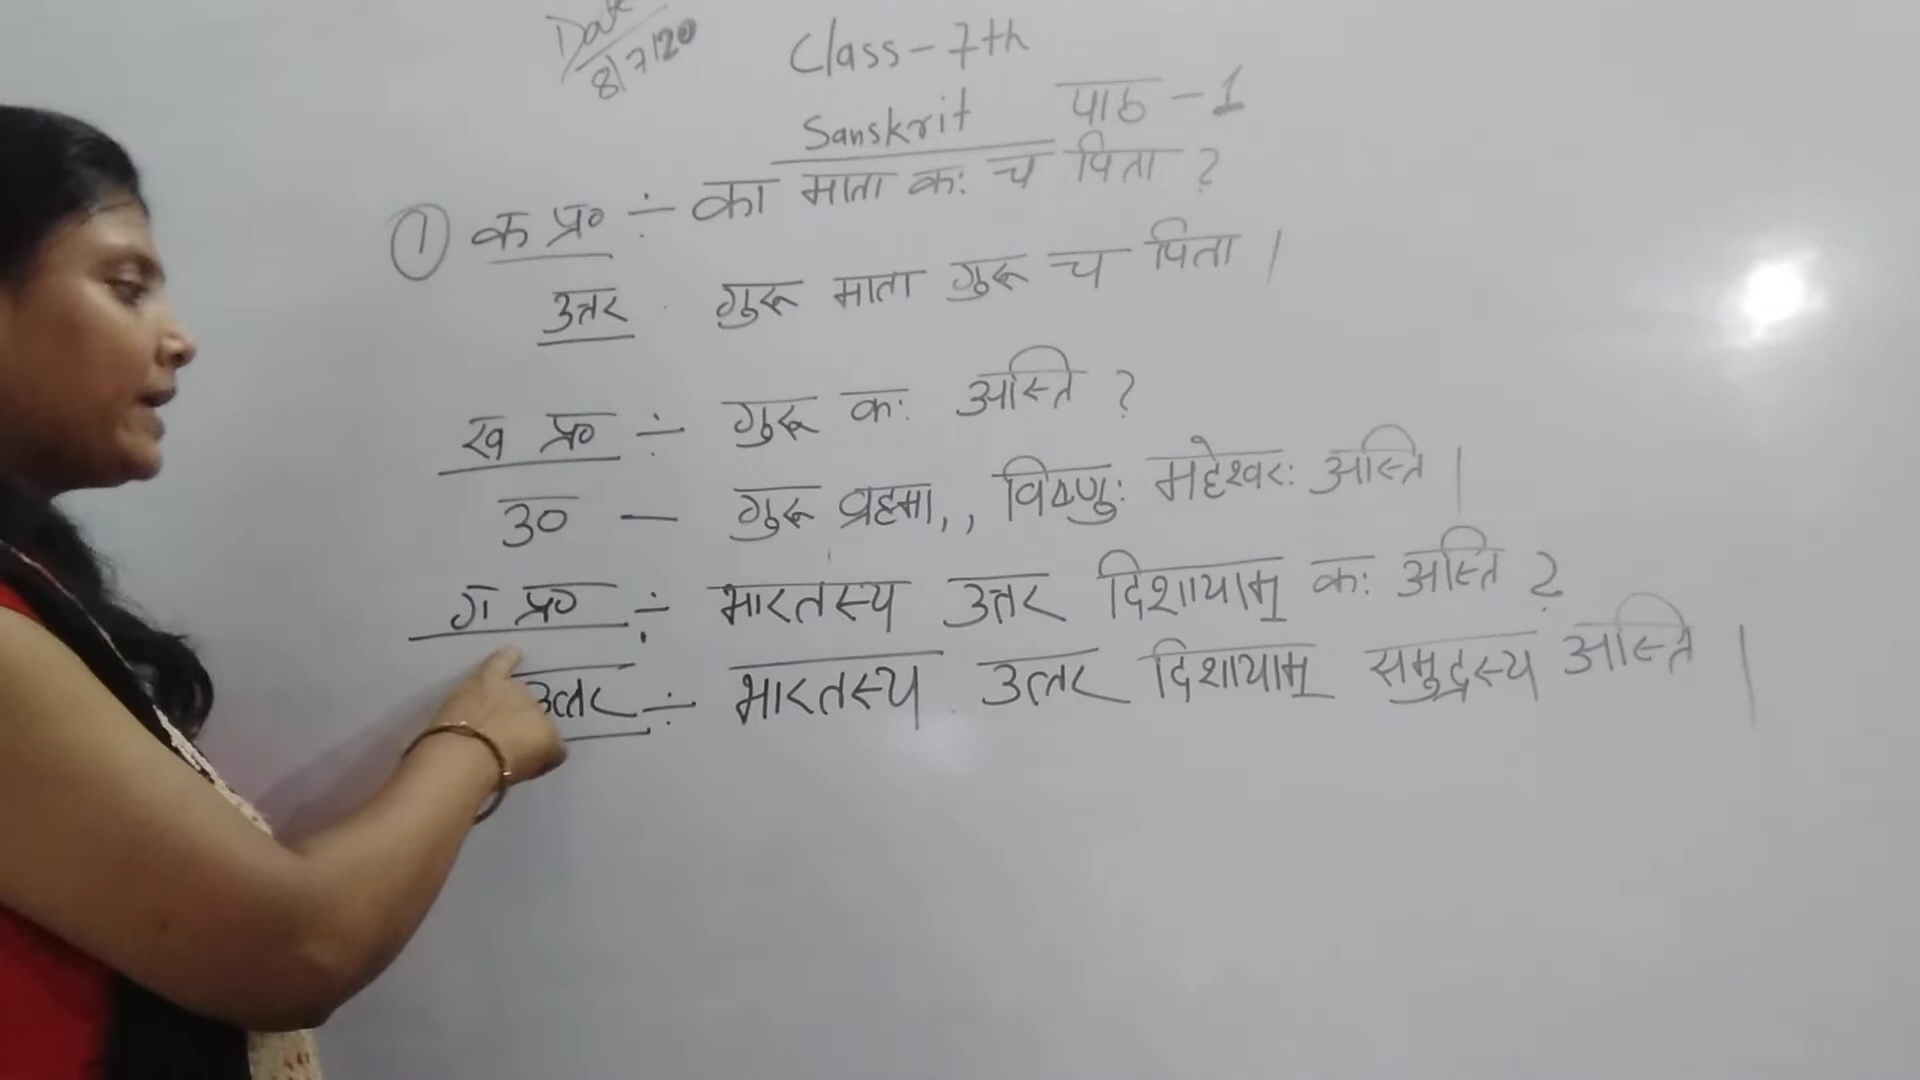 Date
8/7/20
Class-7th
Sanskrit पाठ-1
① क प्र० ÷ का माता कः च पिता ?
उत्तर गुरू माता गुरू च पिता |
ख प्र० ÷ गुरू कः अस्ति ?
उ० — गुरू ब्रह्मा,, विष्णुः महेश्वरः अस्ति |
ग प्र० ÷ भारतस्य उत्तर दिशायाम् कः अस्ति ?
उत्तर ÷ भारतस्य उत्तर दिशायाम् समुद्रस्य अस्ति |